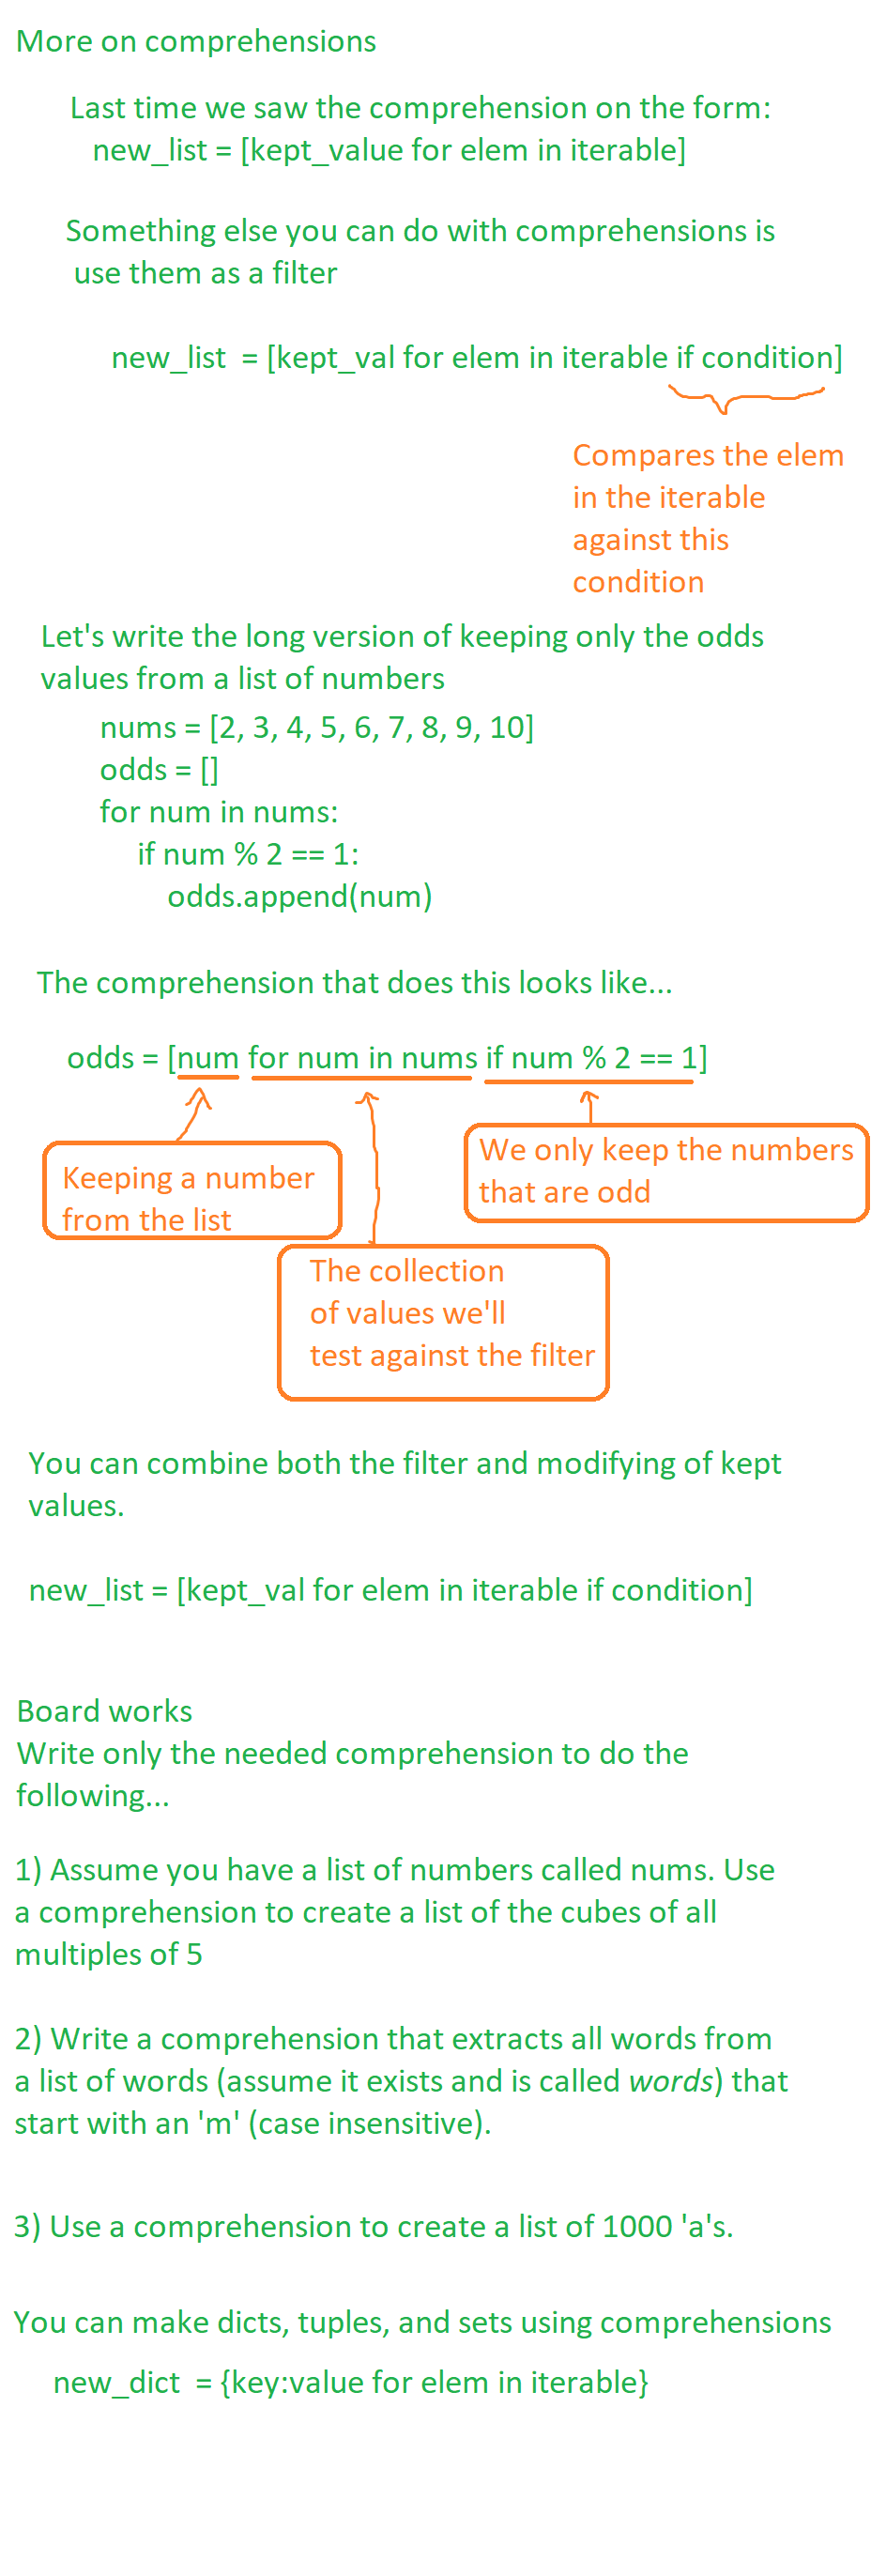 More on comprehensions
Last time we saw the comprehension on the form:
new_list = [kept_value for elem in iterable]
Something else you can do with comprehensions is
use them as a filter
new_list  = [kept_val for elem in iterable if condition]
Compares the elem
in the iterable
against this
condition
Let's write the long version of keeping only the odds
values from a list of numbers
nums = [2, 3, 4, 5, 6, 7, 8, 9, 10]
odds = []
for num in nums:
if num % 2 == 1:
odds.append(num)
The comprehension that does this looks like...
odds = [num for num in nums if num % 2 == 1]
Keeping a number
from the list
We only keep the numbers
that are odd
The collection
of values we'll
test against the filter
You can combine both the filter and modifying of kept
values.
new_list = [kept_val for elem in iterable if condition]
Board works
Write only the needed comprehension to do the
following...
1) Assume you have a list of numbers called nums. Use
a comprehension to create a list of the cubes of all
multiples of 5
2) Write a comprehension that extracts all words from
a list of words (assume it exists and is called words) that
start with an 'm' (case insensitive).
3) Use a comprehension to create a list of 1000 'a's.
You can make dicts, tuples, and sets using comprehensions
new_dict  = {key:value for elem in iterable}